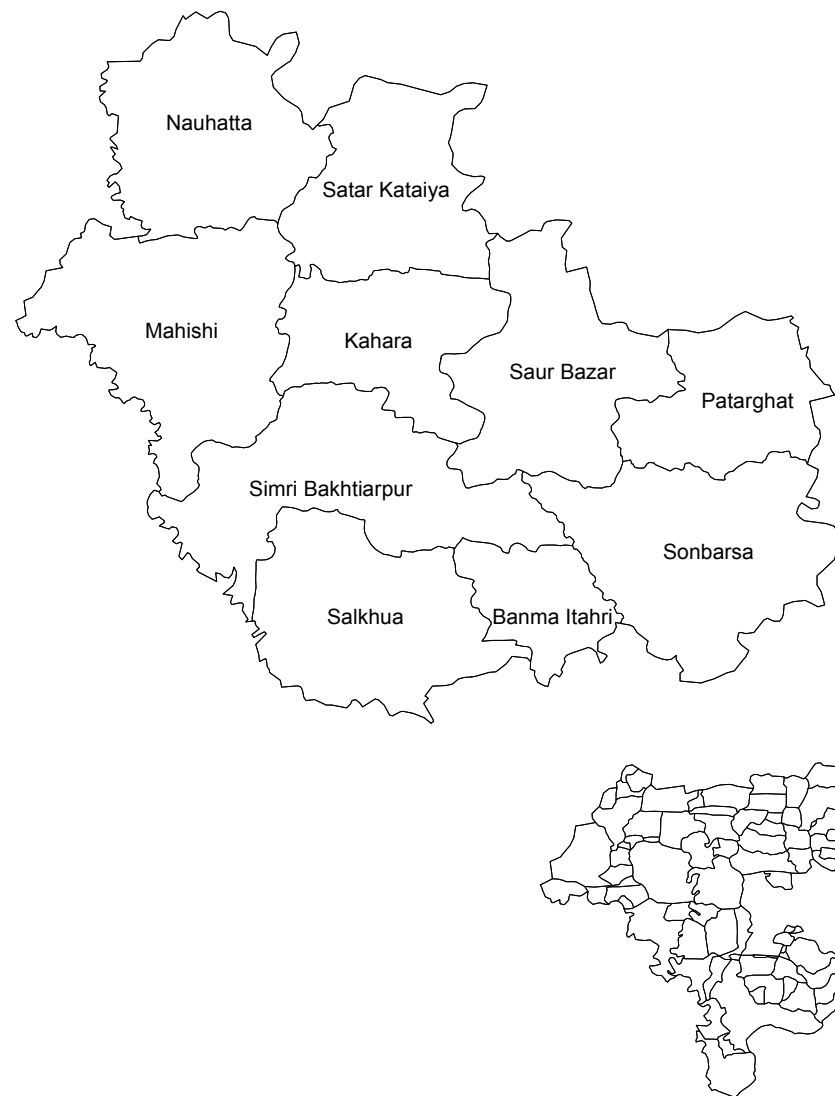 Nauhatta
Satar Kataiya
Mahishi
Kahara
Saur Bazar
Patarghat
Simri Bakhtiarpur
Sonbarsa
Salkhua
Banma Itahri